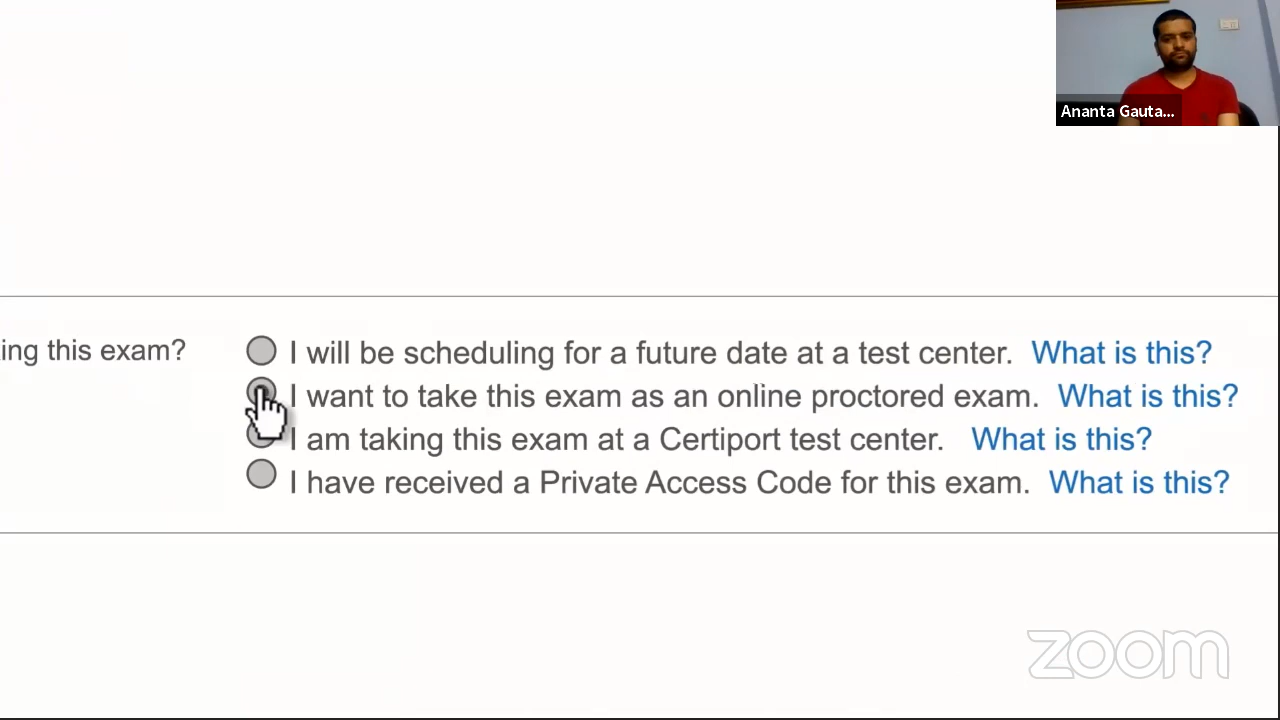 Ananta Gauta...
ing this exam?
I will be scheduling for a future date at a test center. What is this?
I want to take this exam as an online proctored exam. What is this?
I am taking this exam at a Certiport test center. What is this?
I have received a Private Access Code for this exam. What is this?
zoom